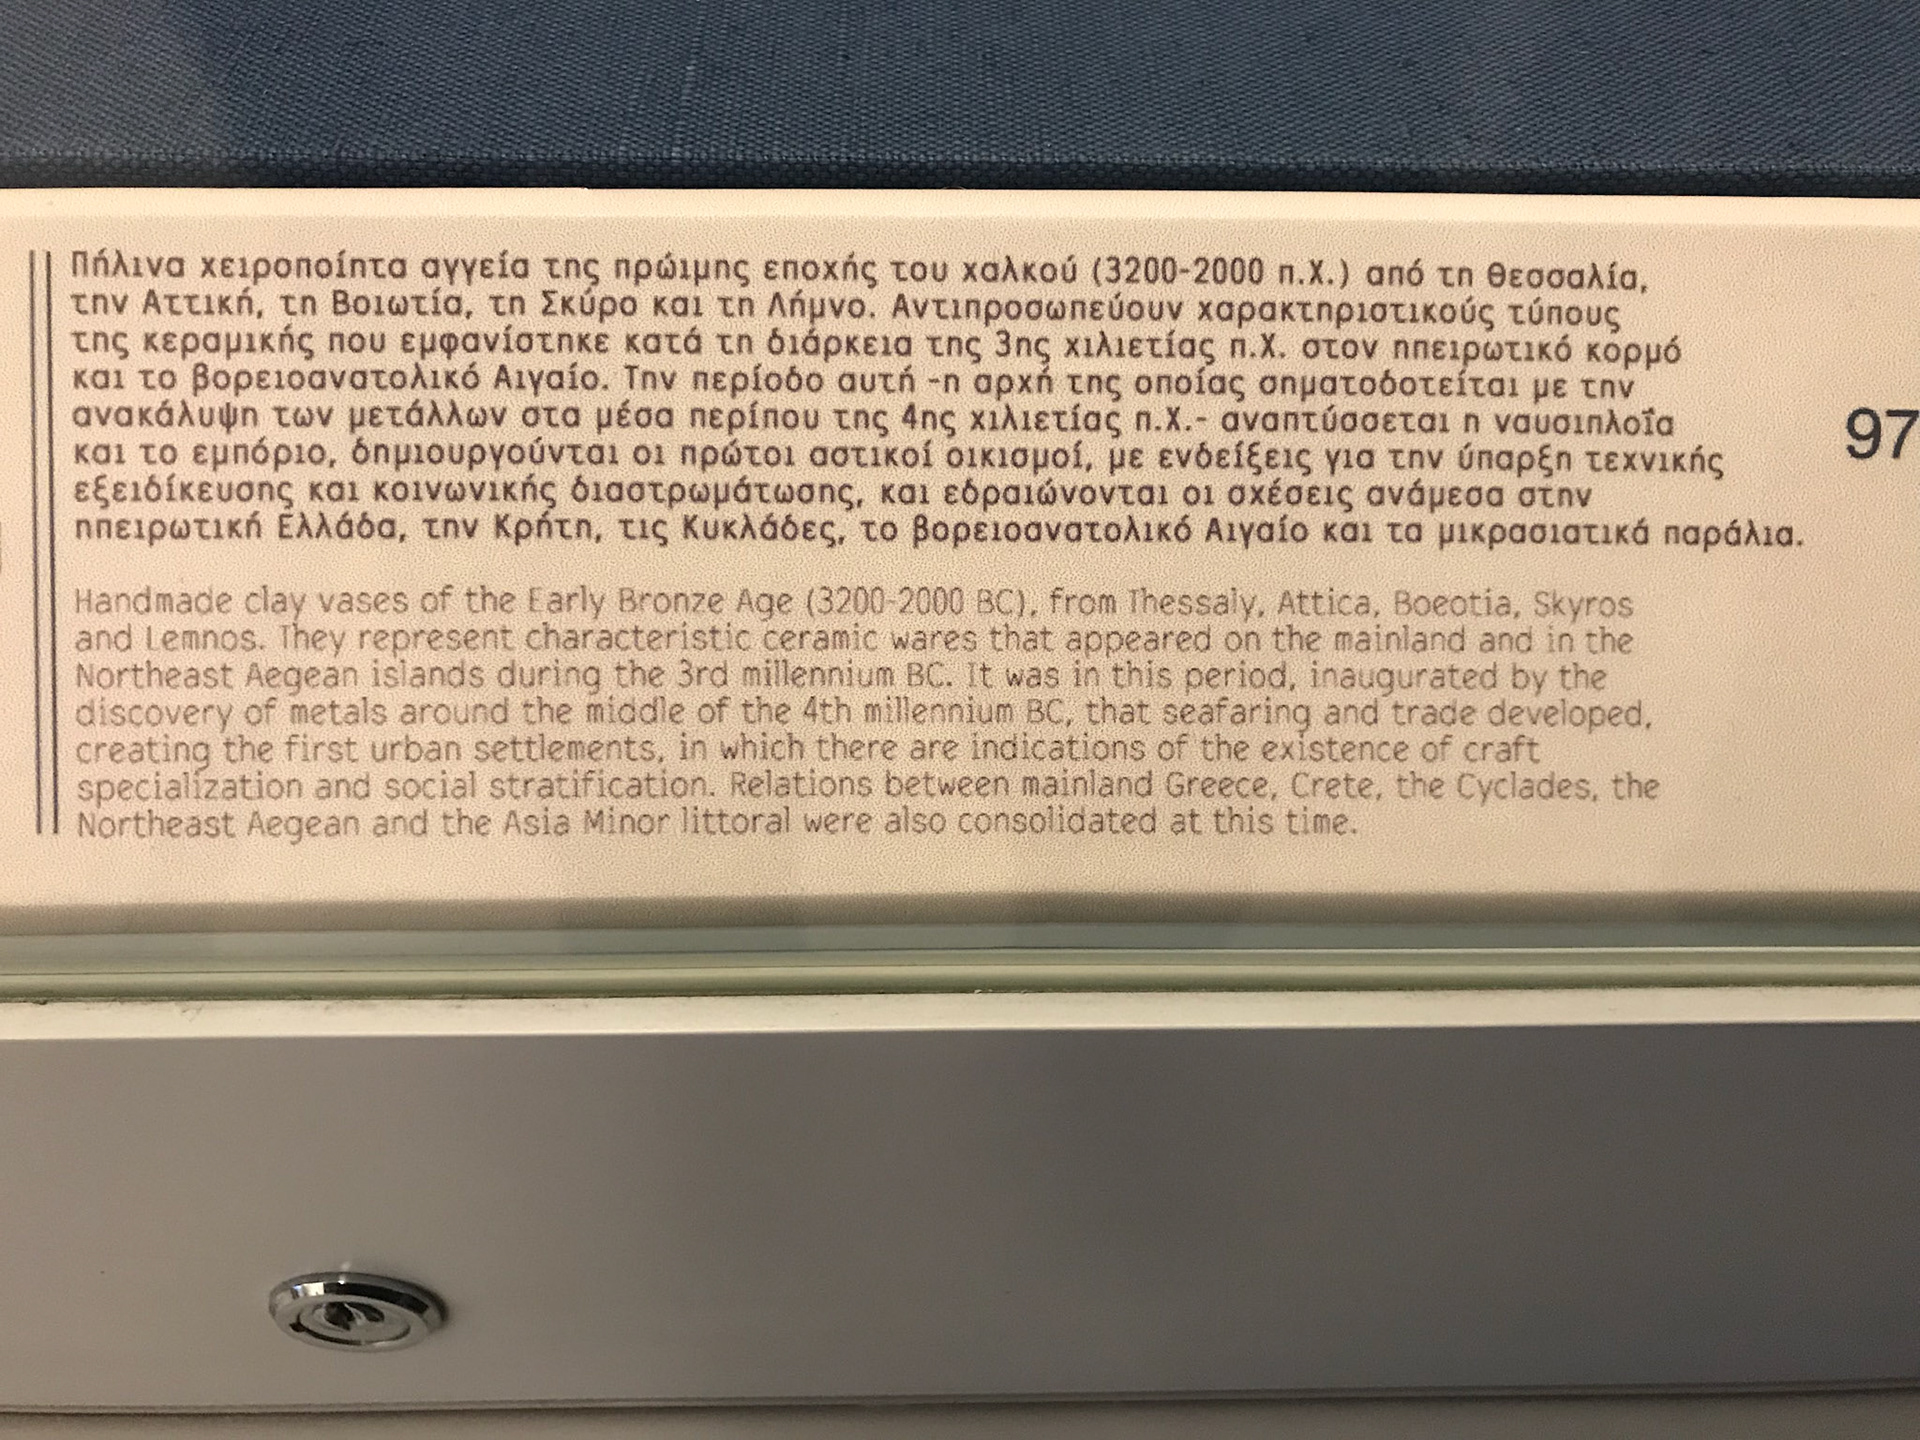 Πήλινα χειροποίητα αγγεία της πρώιμης εποχής του χαλκού (3200-2000 π.Χ.) από τη Θεσσαλία,
την Αττική, τη Βοιωτία, τη Σκύρο και τη Λήμνο. Αντιπροσωπεύουν χαρακτηριστικούς τύπους
της κεραμικής που εμφανίστηκε κατά τη διάρκεια της 3ης χιλιετίας π.Χ. στον ηπειρωτικό κορμό
και το βορειοανατολικό Αιγαίο. Την περίοδο αυτή -η αρχή της οποίας σηματοδοτείται με την
ανακάλυψη των μετάλλων στα μέσα περίπου της 4ης χιλιετίας π.Χ.- αναπτύσσεται η ναυσιπλοΐα
και το εμπόριο, δημιουργούνται οι πρώτοι αστικοί οικισμοί, με ενδείξεις για την ύπαρξη τεχνικής
εξειδίκευσης και κοινωνικής διαστρωμάτωσης, και εδραιώνονται οι σχέσεις ανάμεσα στην
ηπειρωτική Ελλάδα, την Κρήτη, τις Κυκλάδες, το βορειοανατολικό Αιγαίο και τα μικρασιατικά παράλια.
Handmade clay vases of the Early Bronze Age (3200-2000 BC), from Thessaly, Attica, Boeotia, Skyros
and Lemnos. They represent characteristic ceramic wares that appeared on the mainland and in the
Northeast Aegean islands during the 3rd millennium BC. It was in this period, inaugurated by the
discovery of metals around the middle of the 4th millennium BC, that seafaring and trade developed,
creating the first urban settlements, in which there are indications of the existence of craft
specialization and social stratification. Relations between mainland Greece, Crete, the Cyclades, the
Northeast Aegean and the Asia Minor littoral were also consolidated at this time.
97